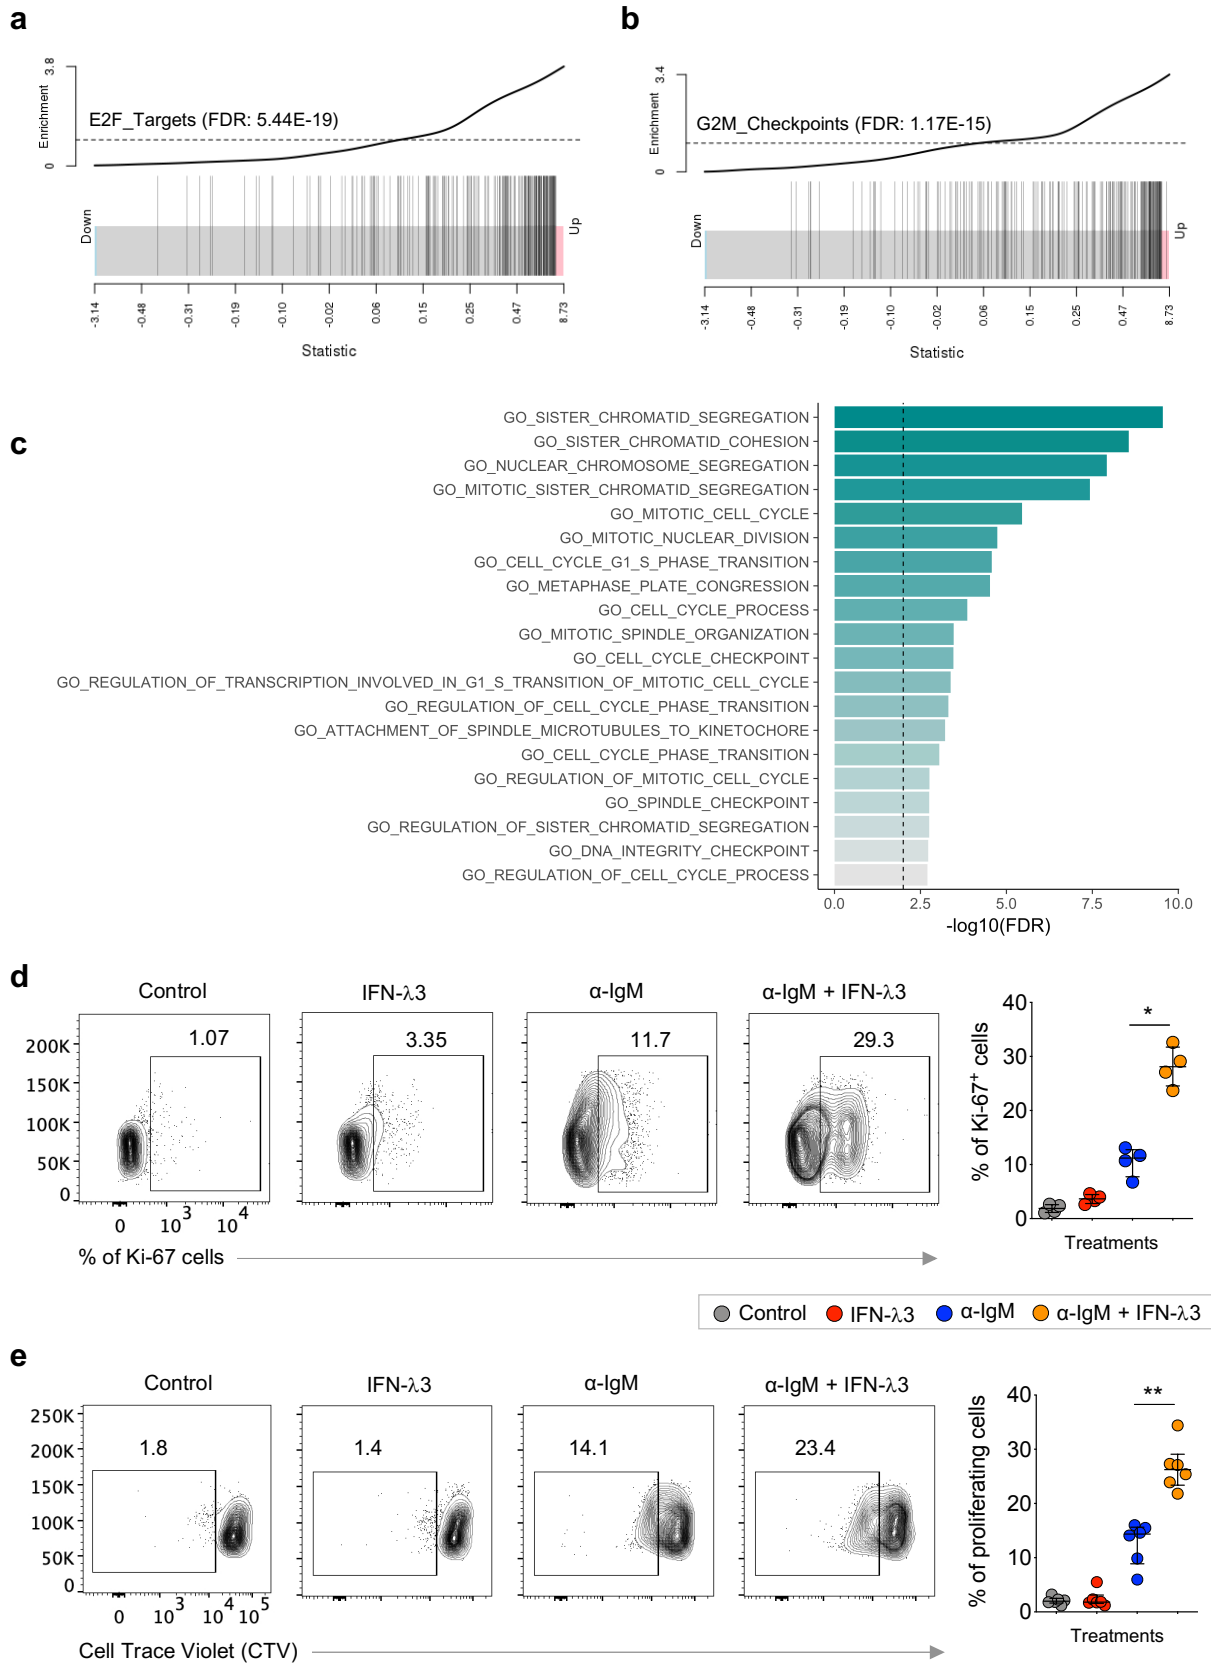 a
b
3.8
Enrichment
0
E2F_Targets (FDR: 5.44E-19)
Down
Up
-3.14
-0.48
-0.31
-0.19
-0.10
-0.02
0.06
0.15
0.25
0.47
8.73
Statistic
3.4
Enrichment
0
G2M_Checkpoints (FDR: 1.17E-15)
Down
Up
-3.14
-0.48
-0.31
-0.19
-0.10
-0.02
0.06
0.15
0.25
0.47
8.73
Statistic
c
GO_SISTER_CHROMATID_SEGREGATION
GO_SISTER_CHROMATID_COHESION
GO_NUCLEAR_CHROMOSOME_SEGREGATION
GO_MITOTIC_SISTER_CHROMATID_SEGREGATION
GO_MITOTIC_CELL_CYCLE
GO_MITOTIC_NUCLEAR_DIVISION
GO_CELL_CYCLE_G1_S_PHASE_TRANSITION
GO_METAPHASE_PLATE_CONGRESSION
GO_CELL_CYCLE_PROCESS
GO_MITOTIC_SPINDLE_ORGANIZATION
GO_CELL_CYCLE_CHECKPOINT
GO_REGULATION_OF_TRANSCRIPTION_INVOLVED_IN_G1_S_TRANSITION_OF_MITOTIC_CELL_CYCLE
GO_REGULATION_OF_CELL_CYCLE_PHASE_TRANSITION
GO_ATTACHMENT_OF_SPINDLE_MICROTUBULES_TO_KINETOCHORE
GO_CELL_CYCLE_PHASE_TRANSITION
GO_REGULATION_OF_MITOTIC_CELL_CYCLE
GO_SPINDLE_CHECKPOINT
GO_REGULATION_OF_SISTER_CHROMATID_SEGREGATION
GO_DNA_INTEGRITY_CHECKPOINT
GO_REGULATION_OF_CELL_CYCLE_PROCESS
0.0 2.5 5.0 7.5 10.0
-log10(FDR)
d
Control IFN-λ3 α-IgM α-IgM + IFN-λ3
1.07 3.35 11.7 29.3
200K
150K
100K
50K
0
0 10³ 10⁴
% of Ki-67 cells
% of Ki-67⁺ cells
40
30
20
10
0
*
Treatments
Control IFN-λ3 α-IgM α-IgM + IFN-λ3
e
Control IFN-λ3 α-IgM α-IgM + IFN-λ3
1.8 1.4 14.1 23.4
250K
200K
150K
100K
50K
0
0 10³ 10⁴ 10⁵
Cell Trace Violet (CTV)
% of proliferating cells
40
30
20
10
0
**
Treatments